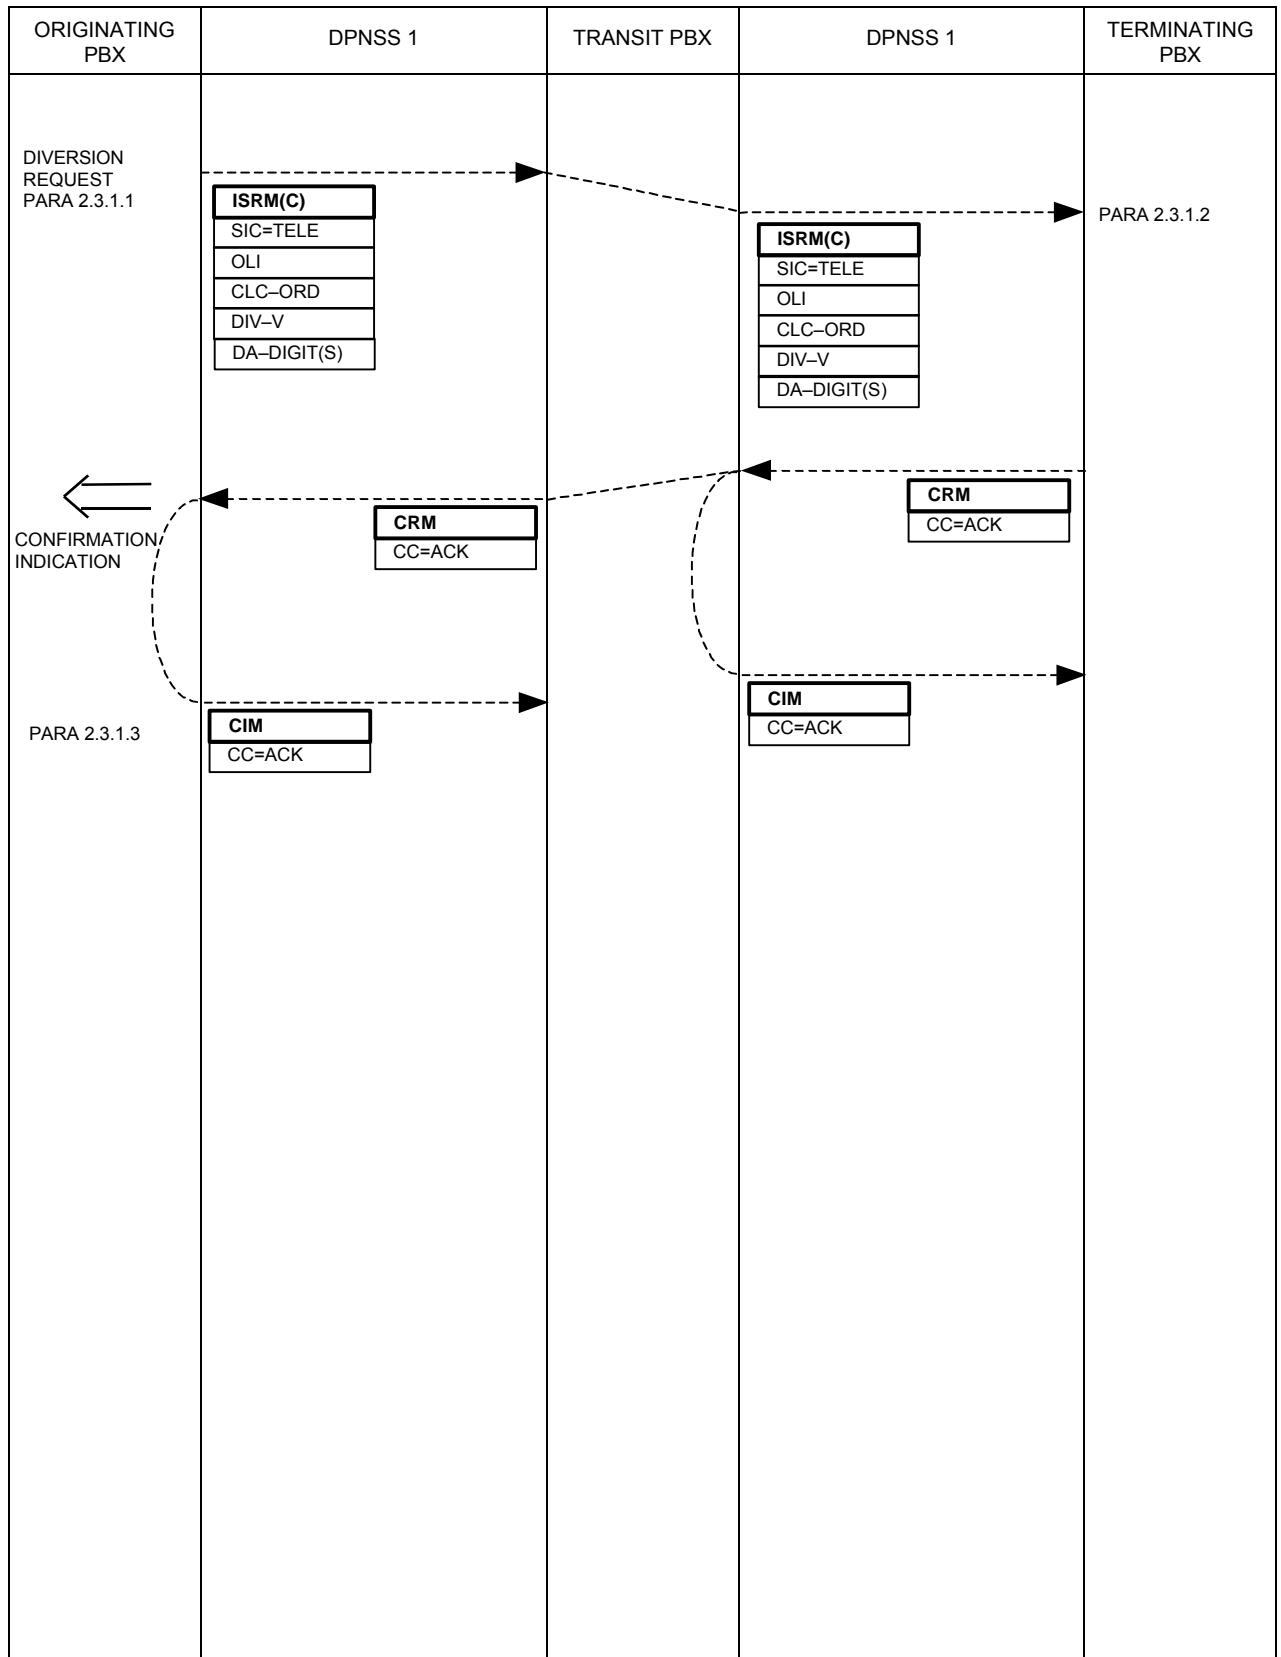 ORIGINATING
PBX
DPNSS 1
TRANSIT PBX
DPNSS 1
TERMINATING
PBX
DIVERSION
REQUEST
PARA 2.3.1.1
ISRM(C)
SIC=TELE
OLI
CLC–ORD
DIV–V
DA–DIGIT(S)
PARA 2.3.1.2
ISRM(C)
SIC=TELE
OLI
CLC–ORD
DIV–V
DA–DIGIT(S)
CRM
CC=ACK
CRM
CC=ACK
CONFIRMATION
INDICATION
CIM
CC=ACK
PARA 2.3.1.3
CIM
CC=ACK